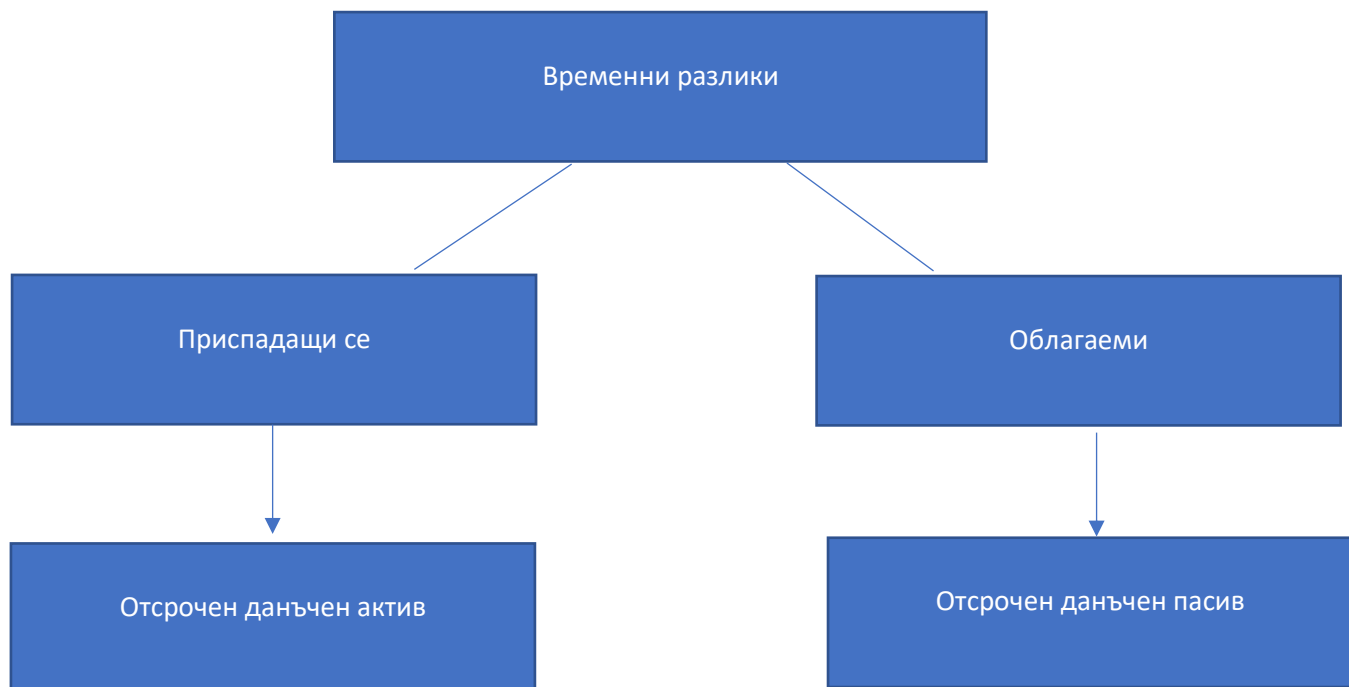 Временни разлики
Приспадащи се
Облагаеми
Отсрочен данъчен актив
Отсрочен данъчен пасив